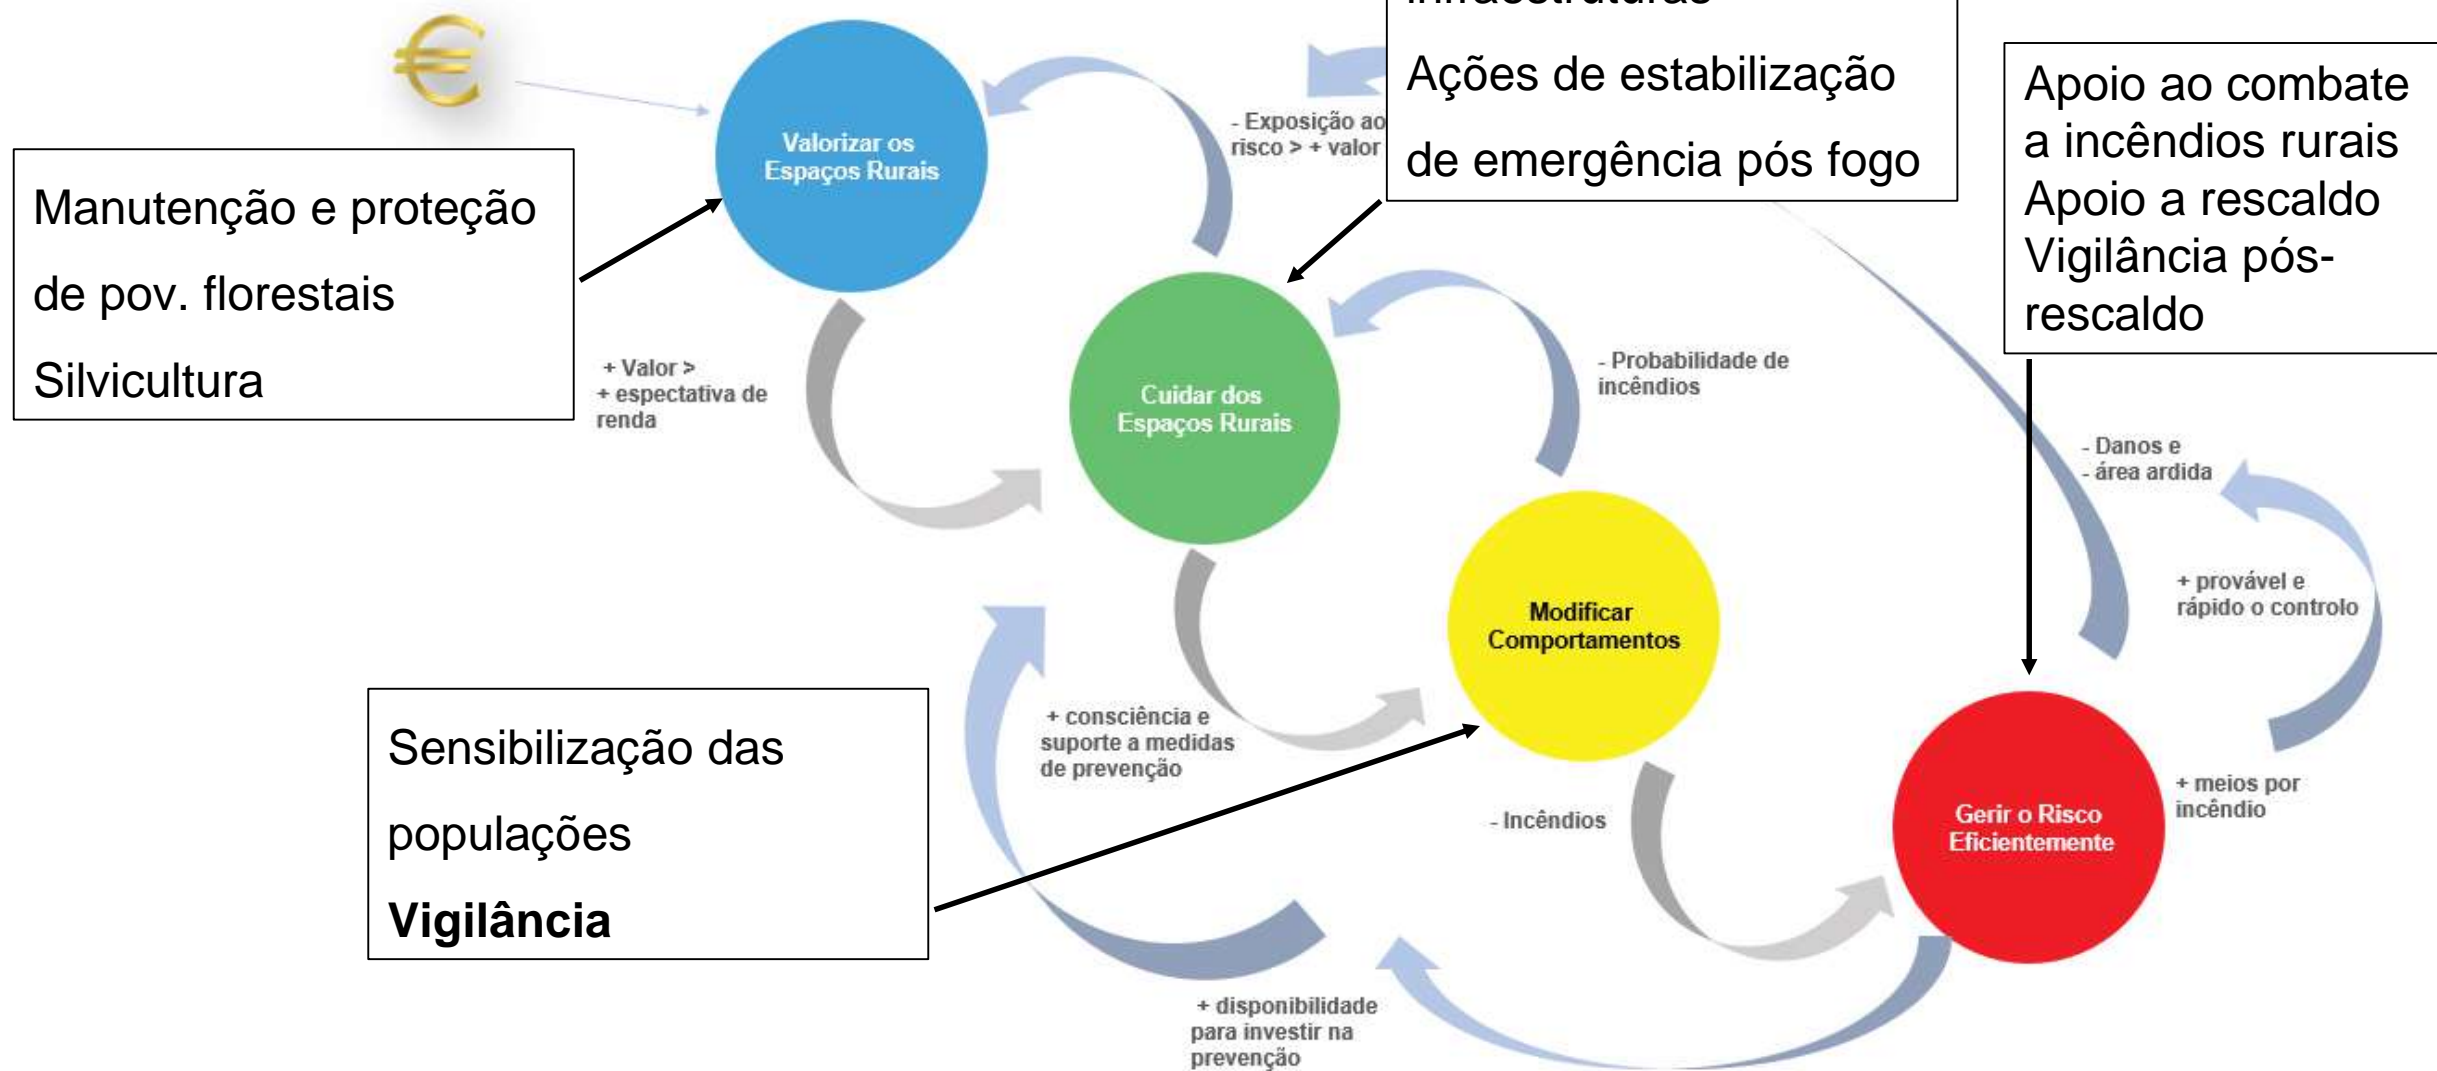 infraestruturas
Ações de estabilização
de emergência pós fogo
Apoio ao combate
a incêndios rurais
Apoio a rescaldo
Vigilância pós-
rescaldo
- Exposição ao
risco > + valor
Valorizar os
Espaços Rurais
Manutenção e proteção
de pov. florestais
Silvicultura
+ Valor >
+ espectativa de
renda
- Probabilidade de
incêndios
Cuidar dos
Espaços Rurais
- Danos e
- área ardida
+ provável e
rápido o controlo
Modificar
Comportamentos
Sensibilização das
populações
Vigilância
+ consciência e
suporte a medidas
de prevenção
- Incêndios
Gerir o Risco
Eficientemente
+ meios por
incêndio
+ disponibilidade
para investir na
prevenção